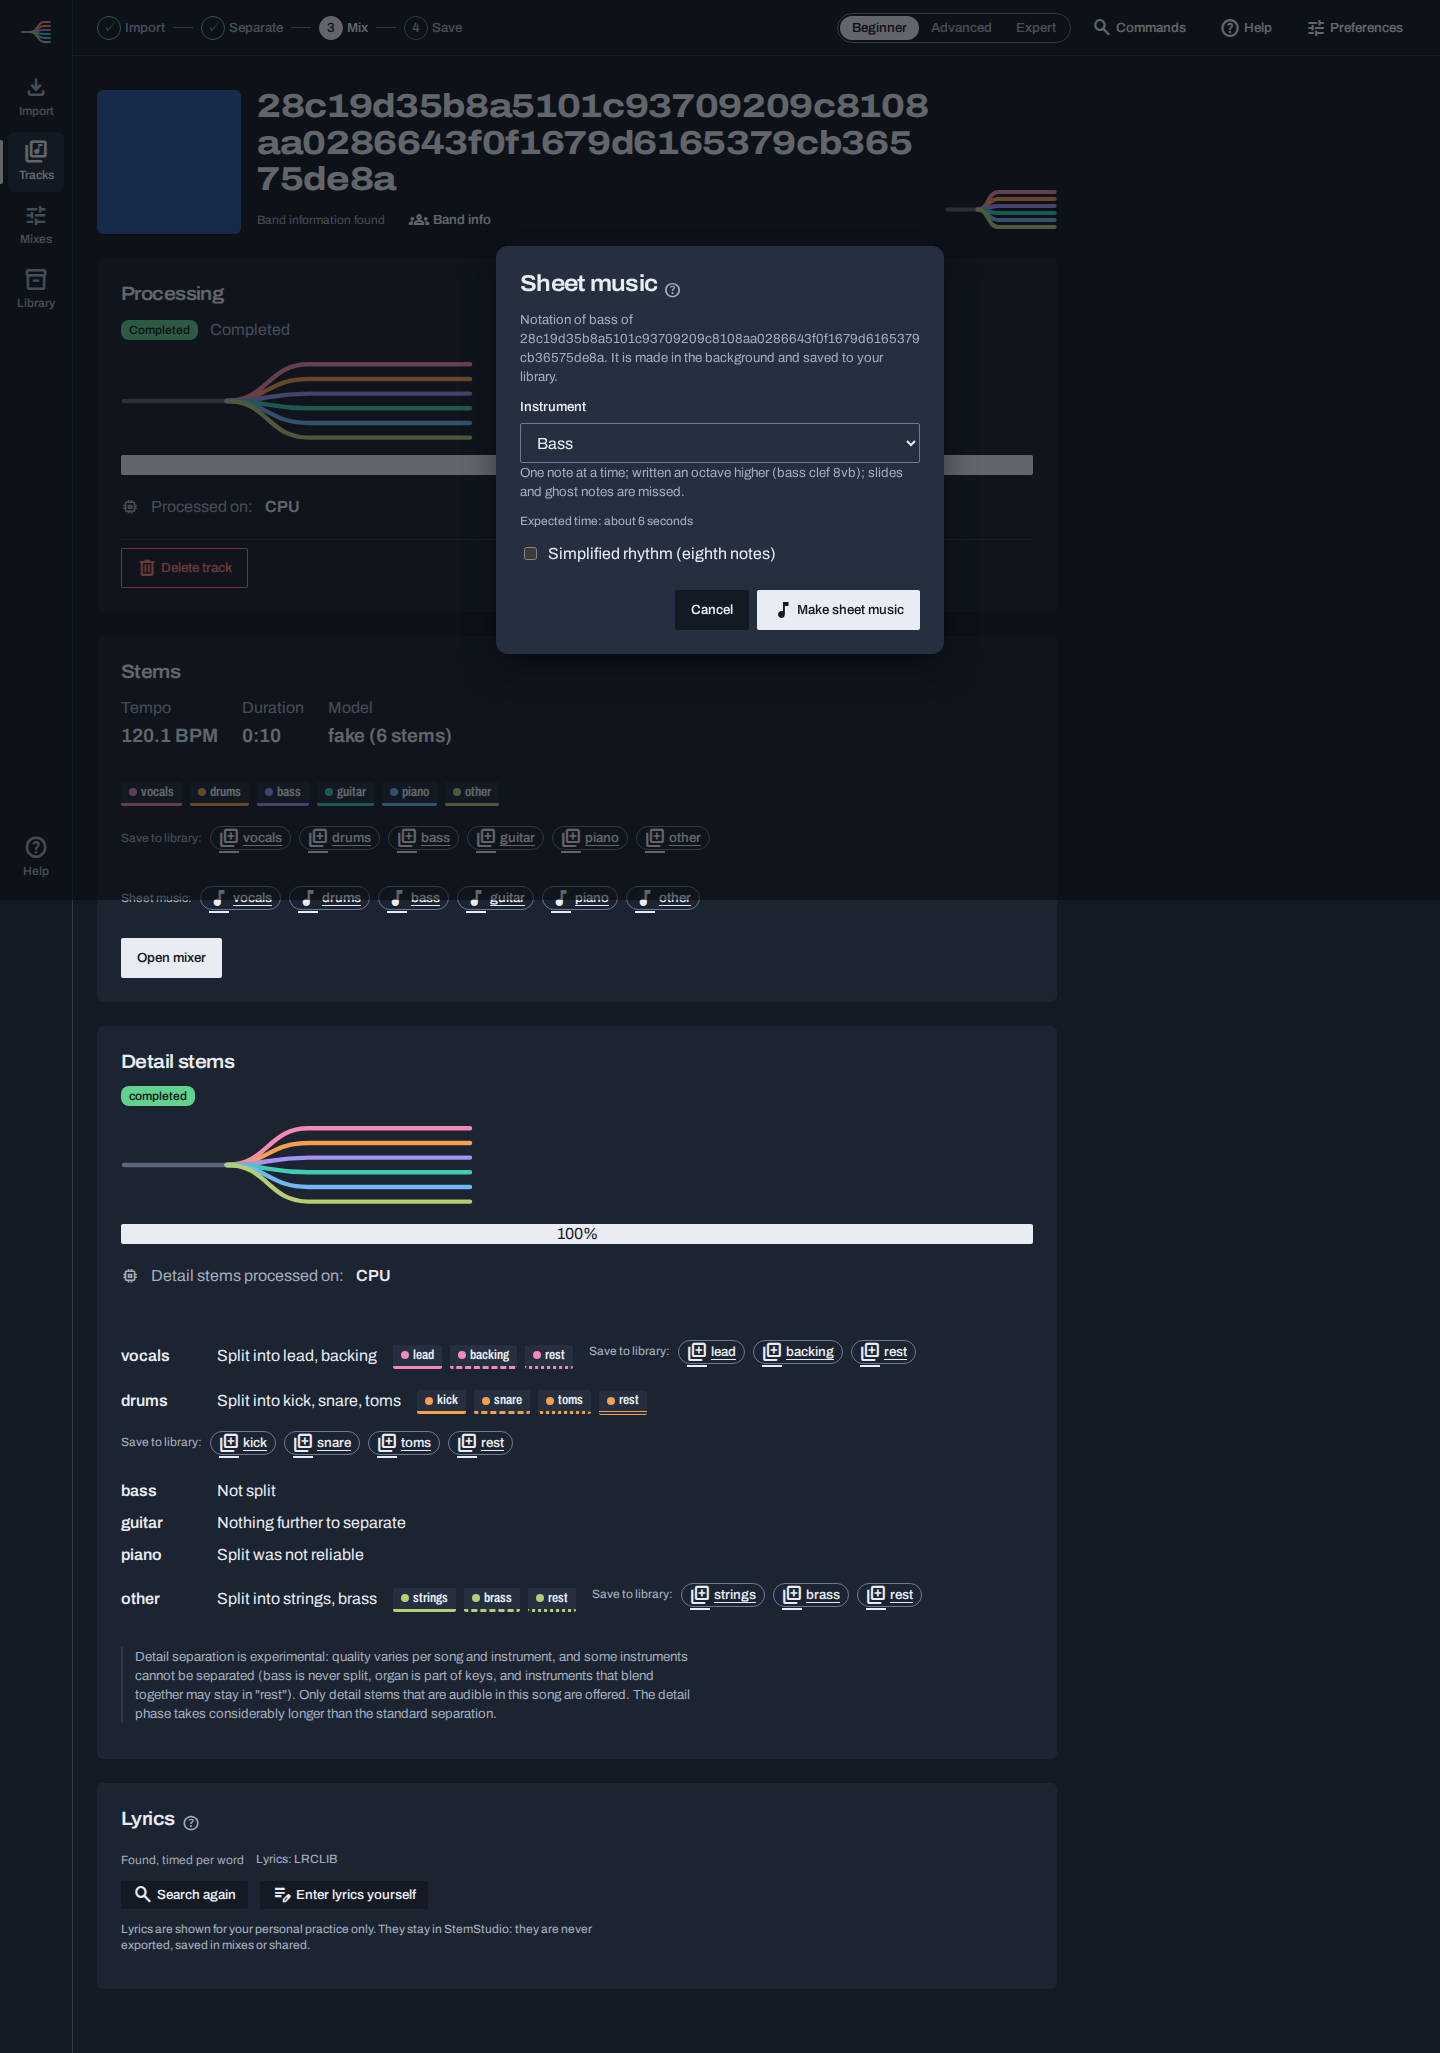 Import
Separate
3 Mix
4 Save
Beginner
Advanced
Expert
Commands
Help
Preferences
Import
Tracks
Mixes
Library
Help
28c19d35b8a5101c93709209c8108
aa0286643f0f1679d6165379cb365
75de8a
Band information found
Band info
Processing
Completed Completed
Processed on: CPU
Delete track
Sheet music
Notation of bass of
28c19d35b8a5101c93709209c8108aa0286643f0f1679d6165379
cb36575de8a. It is made in the background and saved to your
library.
Instrument
Bass
One note at a time; written an octave higher (bass clef 8vb); slides
and ghost notes are missed.
Expected time: about 6 seconds
Simplified rhythm (eighth notes)
Cancel
Make sheet music
Stems
Tempo Duration Model
120.1 BPM 0:10 fake (6 stems)
vocals drums bass guitar piano other
Save to library: vocals drums bass guitar piano other
Sheet music: vocals drums bass guitar piano other
Open mixer
Detail stems
completed
100%
Detail stems processed on: CPU
vocals Split into lead, backing lead backing rest Save to library: lead backing rest
drums Split into kick, snare, toms kick snare toms rest
Save to library: kick snare toms rest
bass Not split
guitar Nothing further to separate
piano Split was not reliable
other Split into strings, brass strings brass rest Save to library: strings brass rest
Detail separation is experimental: quality varies per song and instrument, and some instruments
cannot be separated (bass is never split, organ is part of keys, and instruments that blend
together may stay in "rest"). Only detail stems that are audible in this song are offered. The detail
phase takes considerably longer than the standard separation.
Lyrics
Found, timed per word Lyrics: LRCLIB
Search again
Enter lyrics yourself
Lyrics are shown for your personal practice only. They stay in StemStudio: they are never
exported, saved in mixes or shared.